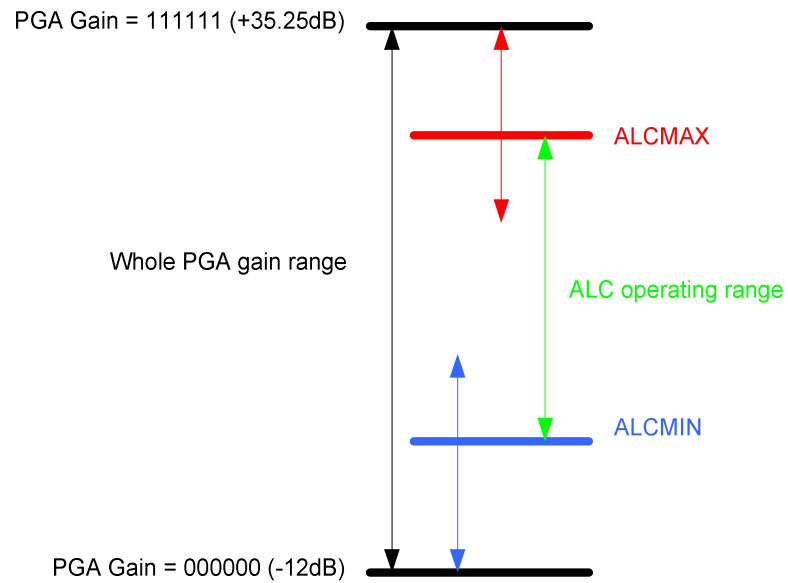 PGA Gain = 111111 (+35.25dB)
ALCMAX
Whole PGA gain range
ALC operating range
ALCMIN
PGA Gain = 000000 (-12dB)